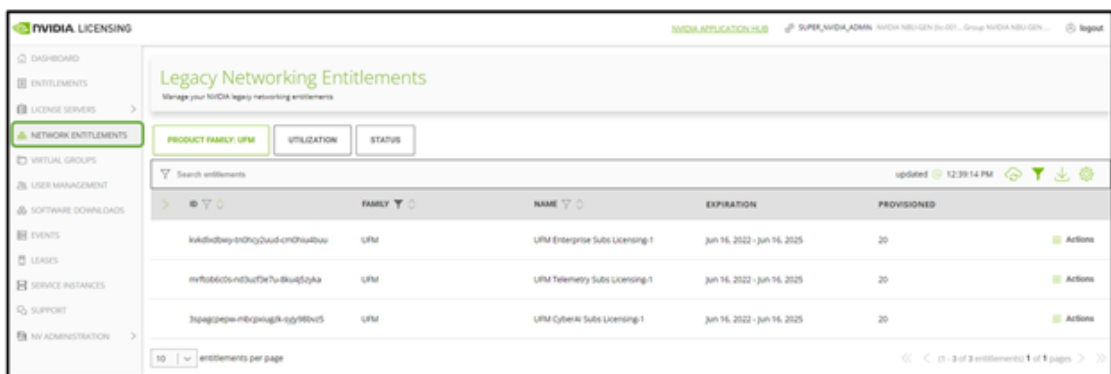 NVIDIA. LICENSING
NVIDIA APPLICATION HUB SUPER_NVIDIA_ADMIN logout
DASHBOARD
ENTITLEMENTS
LICENSE SERVERS >
NETWORK ENTITLEMENTS
VIRTUAL GROUPS
USER MANAGEMENT
SOFTWARE DOWNLOADS
EVENTS
LEASES
SERVICE INSTANCES
SUPPORT
NV ADMINISTRATION >
Legacy Networking Entitlements
Manage your NVIDIA legacy networking entitlements
PRODUCT FAMILY: UFM UTILIZATION STATUS
Search entitlements updated @ 12:39:14 PM
ID FAMILY NAME EXPIRATION PROVISIONED
UFM UFM Enterprise Subs Licensing-1 Jun 16, 2022 - Jun 16, 2025 20 Actions
UFM UFM Telemetry Subs Licensing-1 Jun 16, 2022 - Jun 16, 2025 20 Actions
UFM UFM CyberAI Subs Licensing-1 Jun 16, 2022 - Jun 16, 2025 20 Actions
10 entitlements per page (1 - 3 of 3 entitlements) 1 of 1 pages